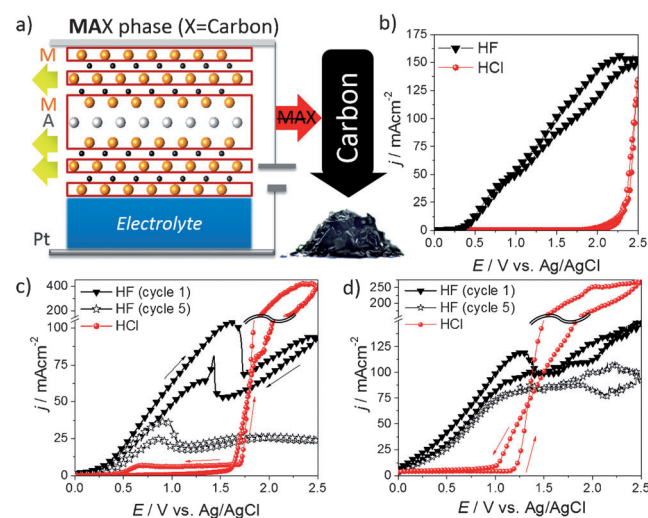 a) MAX phase (X=Carbon)
M
M
A
MAX
Carbon
Electrolyte
Pt
b)
HF
HCl
j / mAcm-2
175
150
125
100
75
50
25
0
0.0 0.5 1.0 1.5 2.0 2.5
E / V vs. Ag/AgCl
c)
HF (cycle 1)
HF (cycle 5)
HCl
j / mAcm-2
400
200
100
75
50
25
0
0.0 0.5 1.0 1.5 2.0 2.5
E / V vs. Ag/AgCl
d)
HF (cycle 1)
HF (cycle 5)
HCl
j / mAcm-2
250
200
150
100
50
0
0.0 0.5 1.0 1.5 2.0 2.5
E / V vs. Ag/AgCl